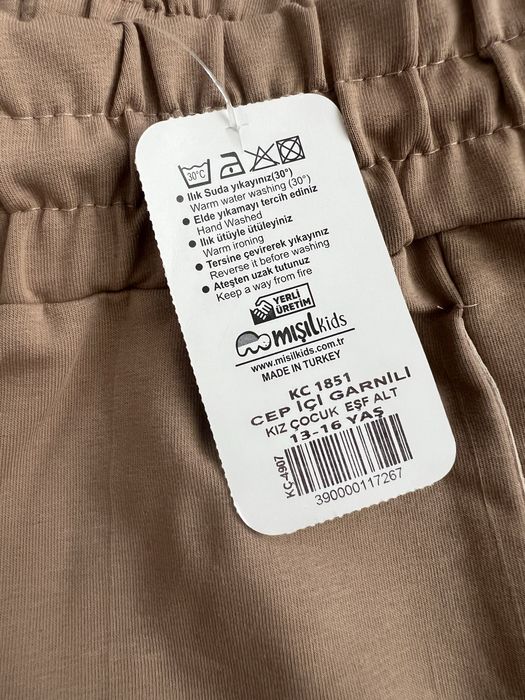 30°C
Ilık Suda yıkayınız(30°)
Warm water washing (30°)
Elde yıkamayı tercih ediniz
Hand Washed
Ilık ütüyle ütüleyiniz
Warm ironing
Tersine çevirerek yıkayınız
Reverse it before washing
Ateşten uzak tutunuz
Keep a way from fire
YERLİ
ÜRETİM
mışılkids
www.misilkids.com.tr
MADE IN TURKEY
KC 1851
CEP İÇİ GARNİLİ
KIZ ÇOCUK EŞF ALT
13-16 YAŞ
KC-4907
390000117267